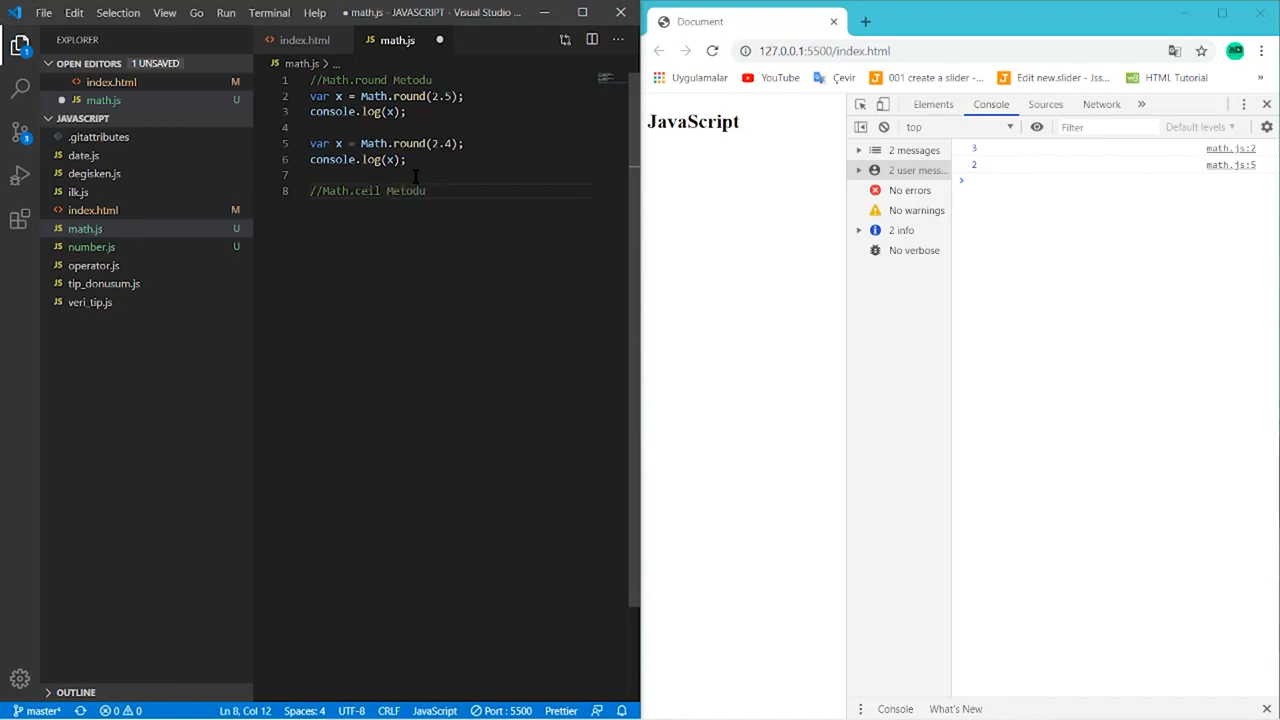 File Edit Selection View Go Run Terminal Help ● math.js - JAVASCRIPT - Visual Studio ...
EXPLORER
OPEN EDITORS 1 UNSAVED
index.html M
math.js U
JAVASCRIPT
.gitattributes
date.js
degisken.js
ilk.js
index.html M
math.js U
number.js U
operator.js
tip_donusum.js
veri_tip.js
OUTLINE
1
3
index.html math.js
math.js > ...
1 //Math.round Metodu
2 var x = Math.round(2.5);
3 console.log(x);
4
5 var x = Math.round(2.4);
6 console.log(x);
7
8 //Math.ceil Metodu
master* 0 0 Ln 8, Col 12 Spaces: 4 UTF-8 CRLF JavaScript Port : 5500 Prettier
Document
127.0.0.1:5500/index.html
Uygulamalar YouTube Çevir 001 create a slider -... Edit new.slider - Jss... HTML Tutorial »
JavaScript
Elements Console Sources Network »
top Filter Default levels
2 messages
2 user mess...
No errors
No warnings
2 info
No verbose
3 math.js:2
2 math.js:5
Console What's New